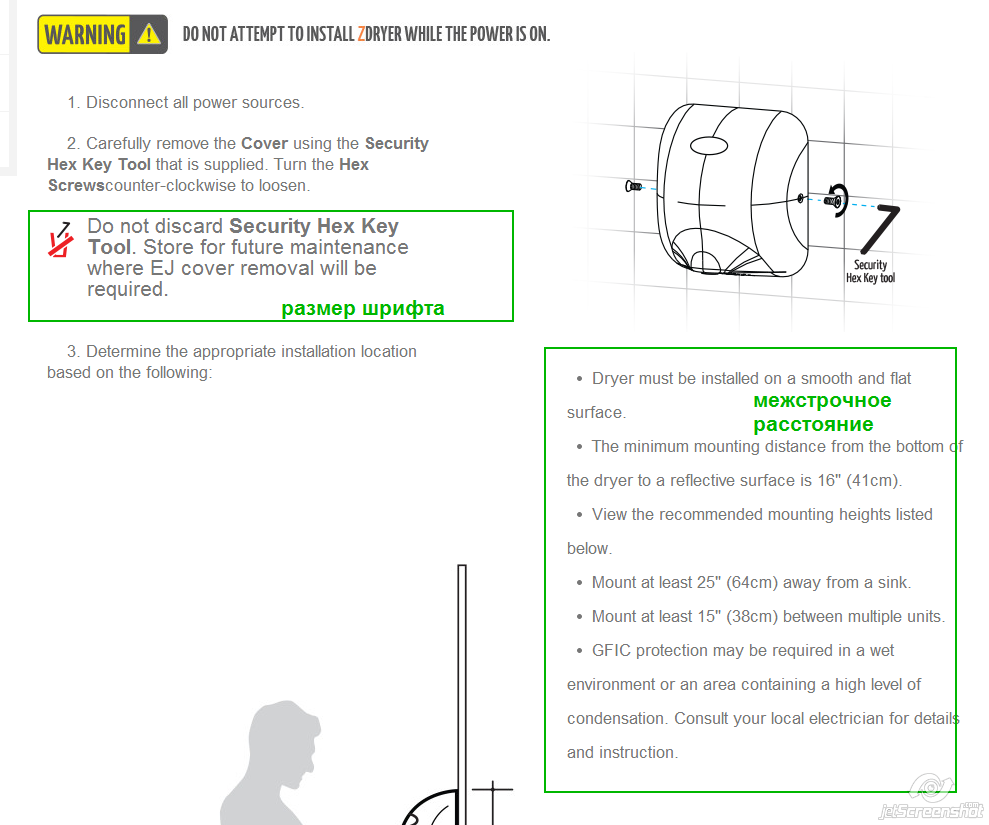 WARNING DO NOT ATTEMPT TO INSTALL ZDRYER WHILE THE POWER IS ON.
1. Disconnect all power sources.
2. Carefully remove the Cover using the Security
Hex Key Tool that is supplied. Turn the Hex
Screwscounter-clockwise to loosen.
Do not discard Security Hex Key
Tool. Store for future maintenance
where EJ cover removal will be
required.
размер шрифта
Security
Hex Key tool
3. Determine the appropriate installation location
based on the following:
• Dryer must be installed on a smooth and flat
surface.
межстрочное
расстояние
• The minimum mounting distance from the bottom of
the dryer to a reflective surface is 16" (41cm).
• View the recommended mounting heights listed
below.
• Mount at least 25" (64cm) away from a sink.
• Mount at least 15" (38cm) between multiple units.
• GFIC protection may be required in a wet
environment or an area containing a high level of
condensation. Consult your local electrician for details
and instruction.
jetScreenshot.com